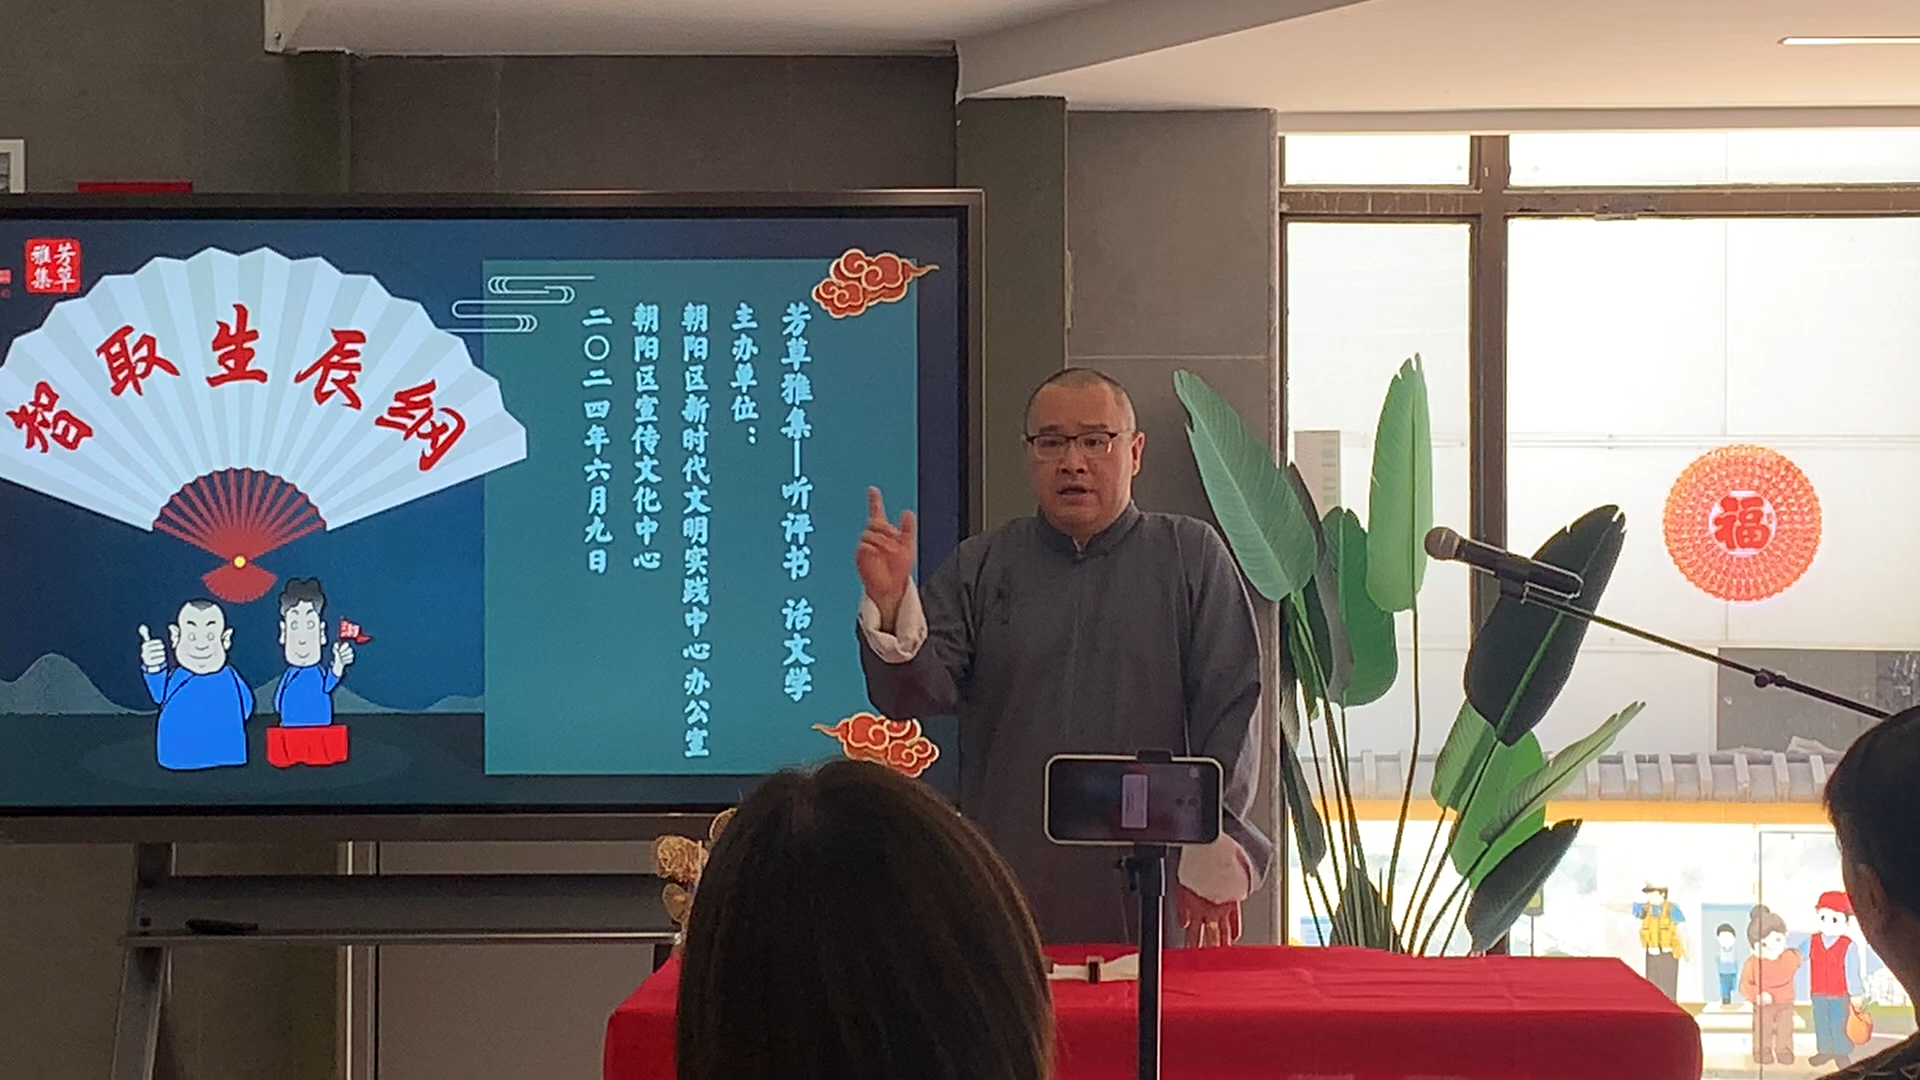 芳草
雅集
智取生辰纲
芳草雅集—听评书 话文学
主办单位：
朝阳区新时代文明实践中心办公室
朝阳区宣传文化中心
二〇二四年六月九日
福